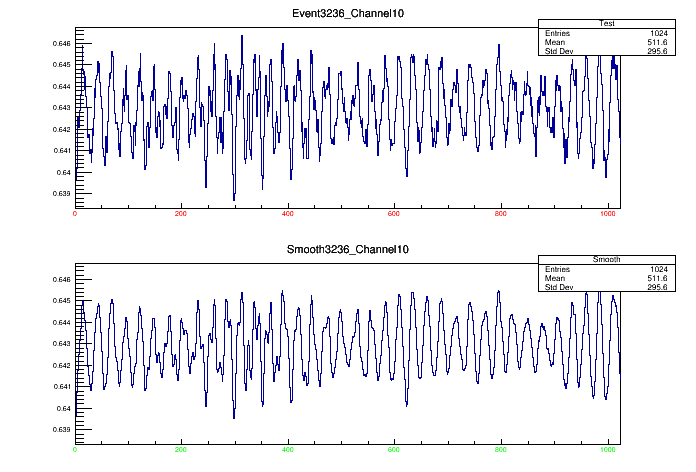 Event3236_Channel10
Test
Entries 1024
Mean 511.6
Std Dev 295.6
0.646
0.645
0.644
0.643
0.642
0.641
0.64
0.639
0 200 400 600 800 1000
Smooth3236_Channel10
Smooth
Entries 1024
Mean 511.6
Std Dev 295.6
0.646
0.645
0.644
0.643
0.642
0.641
0.64
0.639
0 200 400 600 800 1000